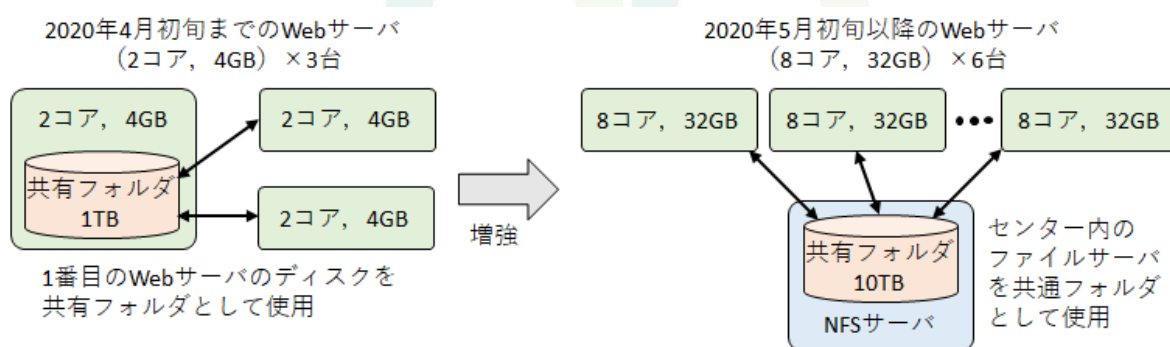 2020年4月初旬までのWebサーバ
（2コア，4GB）×3台
2コア，4GB
共有フォルダ
1TB
2コア，4GB
2コア，4GB
1番目のWebサーバのディスクを
共有フォルダとして使用
増強
2020年5月初旬以降のWebサーバ
（8コア，32GB）×6台
8コア，32GB
8コア，32GB
•••
8コア，32GB
共有フォルダ
10TB
NFSサーバ
センター内の
ファイルサーバ
を共通フォルダ
として使用